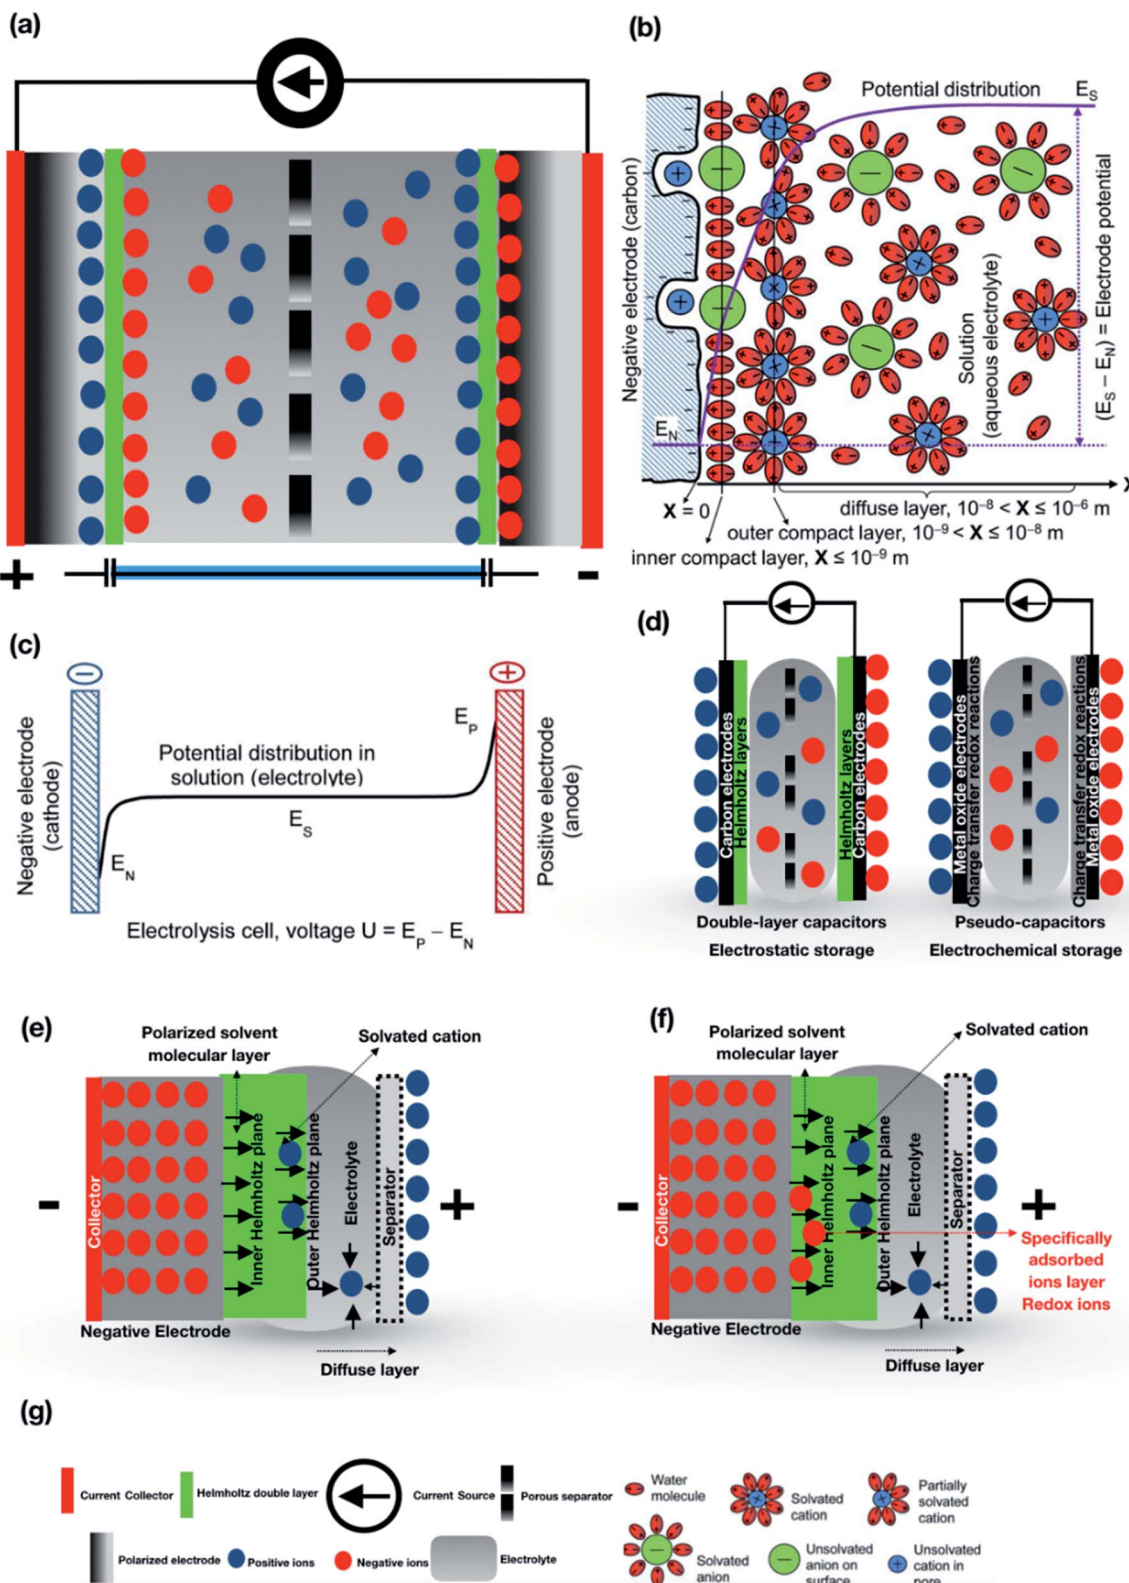 (a)
+
-
(b)
Negative electrode (carbon)
Potential distribution
E_S
E_N
Solution
(aqueous electrolyte)
(E_S – E_N) = Electrode potential
X
X = 0
diffuse layer, 10⁻⁸ < X ≤ 10⁻⁶ m
outer compact layer, 10⁻⁹ < X ≤ 10⁻⁸ m
inner compact layer, X ≤ 10⁻⁹ m
(c)
Negative electrode
(cathode)
−
+
E_P
Potential distribution in
solution (electrolyte)
E_S
E_N
Positive electrode
(anode)
Electrolysis cell, voltage U = E_P – E_N
(d)
Carbon electrodes
Helmholtz layers
Helmholtz layers
Carbon electrodes
Double-layer capacitors
Electrostatic storage
Metal oxide electrodes
Charge transfer redox reactions
Charge transfer redox reactions
Metal oxide electrodes
Pseudo-capacitors
Electrochemical storage
(e)
Polarized solvent
molecular layer
Solvated cation
-
Collector
Inner Helmholtz plane
Outer Helmholtz plane
Electrolyte
Separator
+
Negative Electrode
Diffuse layer
(f)
Polarized solvent
molecular layer
Solvated cation
-
Collector
Inner Helmholtz plane
Outer Helmholtz plane
Electrolyte
Separator
+
Specifically
adsorbed
ions layer
Redox ions
Negative Electrode
Diffuse layer
(g)
Current Collector
Helmholtz double layer
Current Source
Porous separator
Water
molecule
Solvated
cation
Partially
solvated
cation
Polarized electrode
Positive ions
Negative ions
Electrolyte
Solvated
anion
Unsolvated
anion on
surface
Unsolvated
cation in
pore